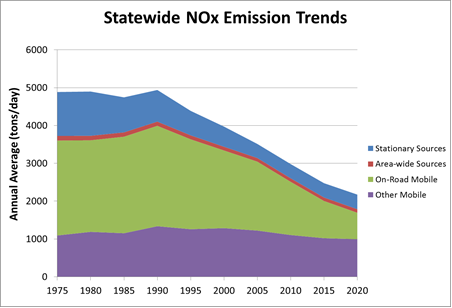 Statewide NOx Emission Trends
Annual Average (tons/day)
6000
5000
4000
3000
2000
1000
0
1975 1980 1985 1990 1995 2000 2005 2010 2015 2020
Stationary Sources
Area-wide Sources
On-Road Mobile
Other Mobile